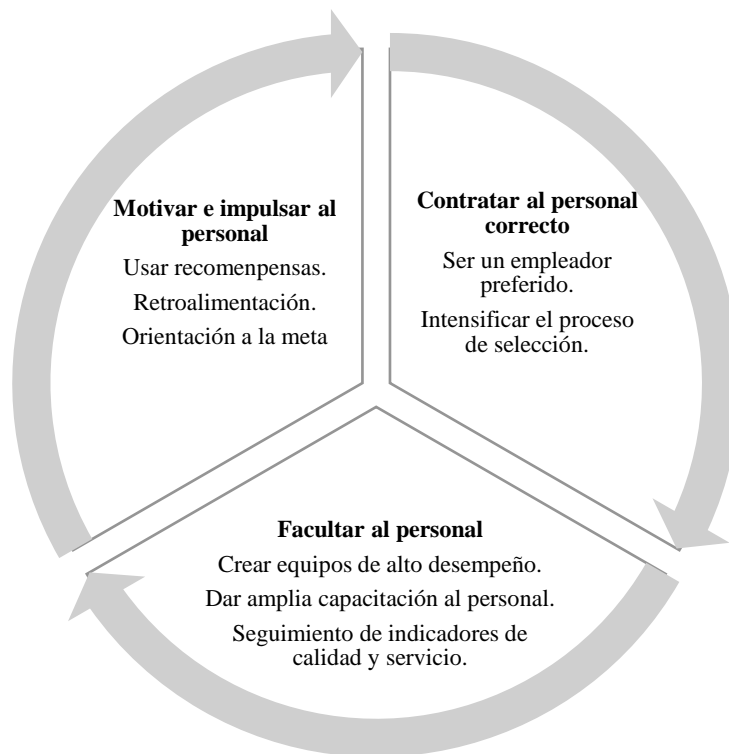 Motivar e impulsar al
personal
Usar recomenpensas.
Retroalimentación.
Orientación a la meta
Contratar al personal
correcto
Ser un empleador
preferido.
Intensificar el proceso
de selección.
Facultar al personal
Crear equipos de alto desempeño.
Dar amplia capacitación al personal.
Seguimiento de indicadores de
calidad y servicio.